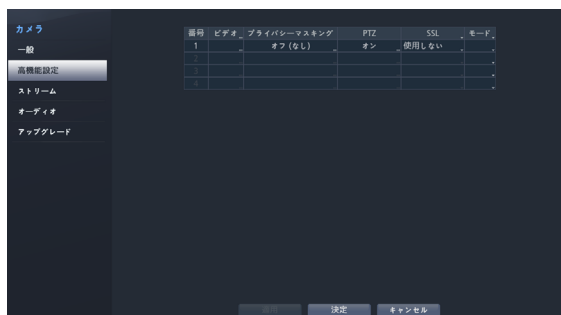 カメラ
一般
高機能設定
ストリーム
オーディオ
アップグレード
番号 ビデオ プライバシーマスキング PTZ SSL モード
1 オフ (なし) オン 使用しない
2
3
4
適用 決定 キャンセル